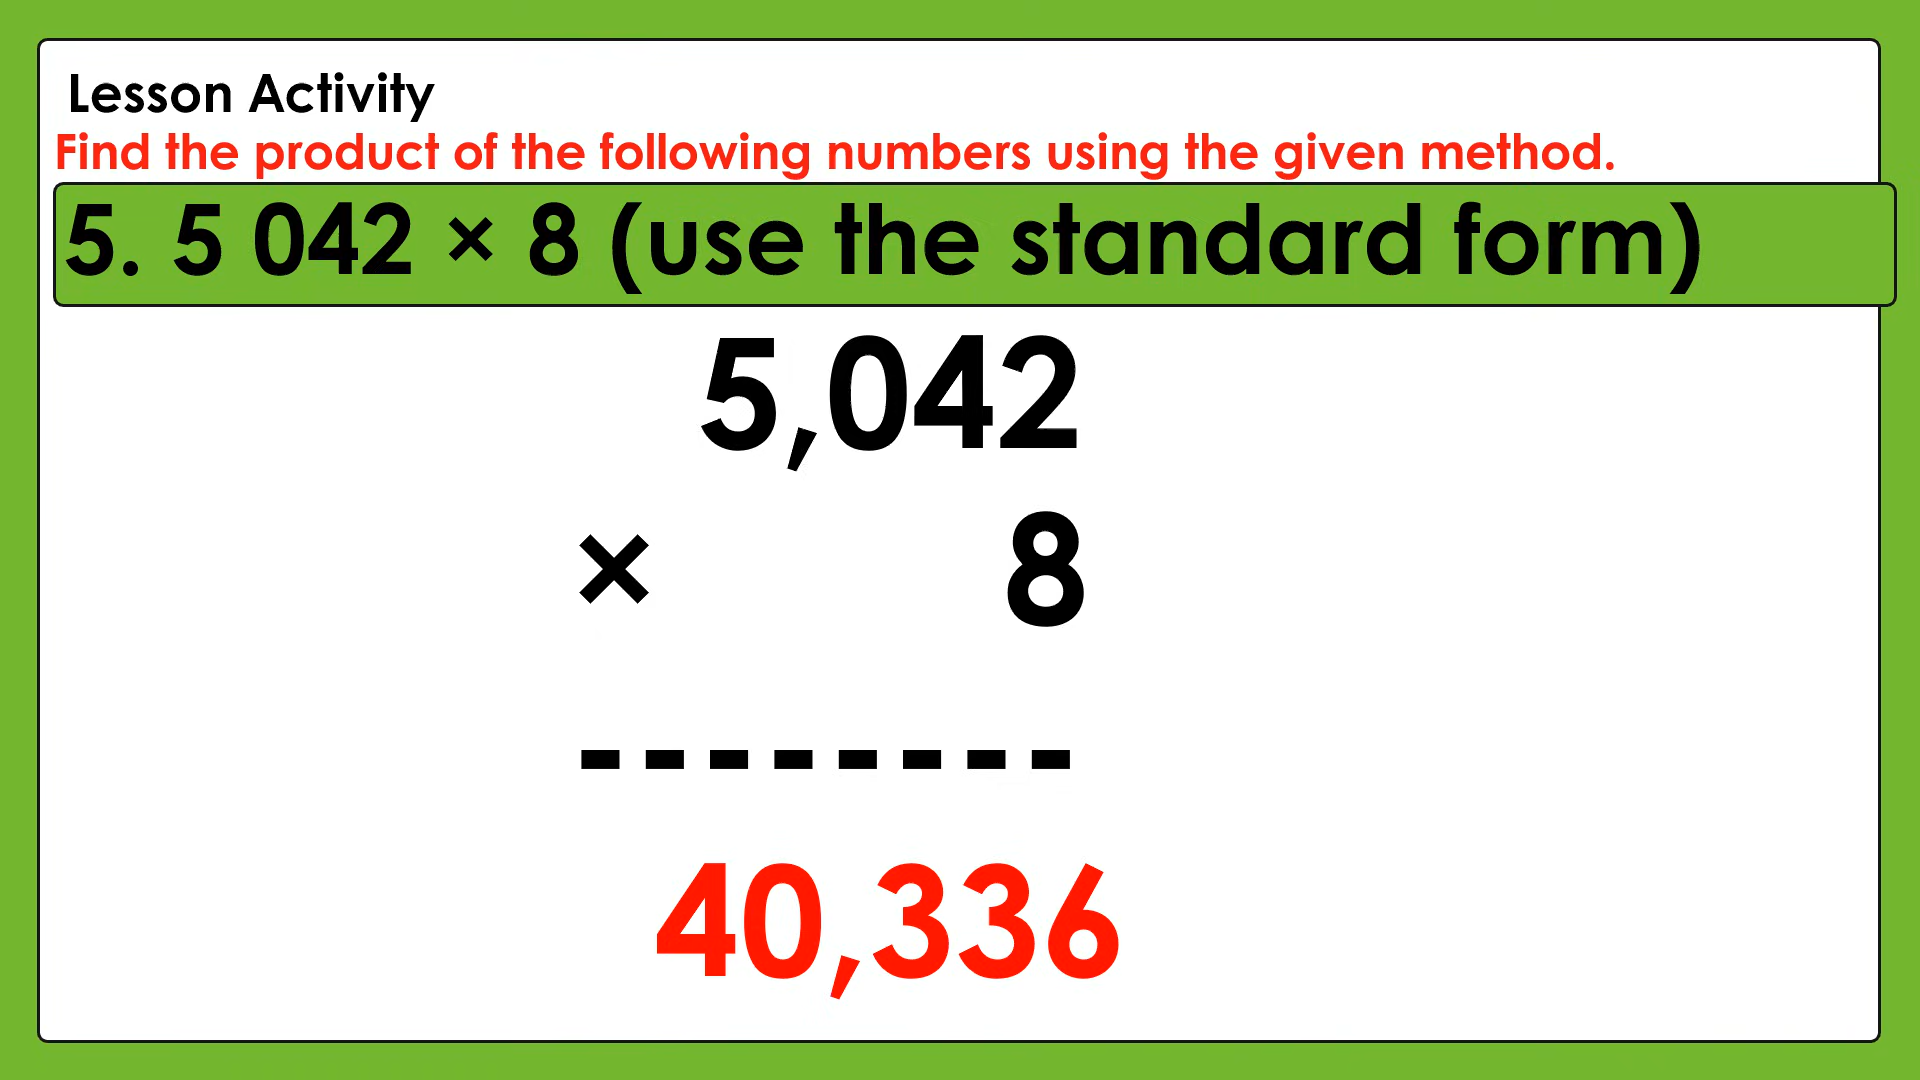 Lesson Activity
Find the product of the following numbers using the given method.
5. 5 042 × 8 (use the standard form)
5,042
× 8
--------
40,336